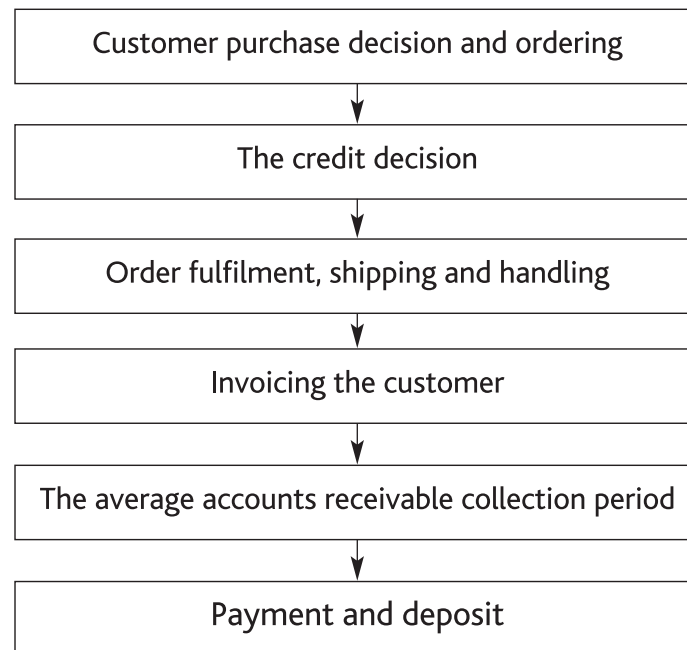 Customer purchase decision and ordering
The credit decision
Order fulfilment, shipping and handling
Invoicing the customer
The average accounts receivable collection period
Payment and deposit